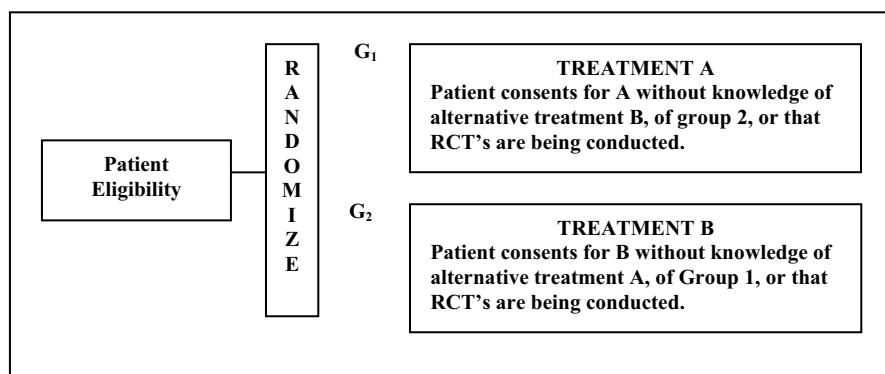 Patient
Eligibility
R
A
N
D
O
M
I
Z
E
G₁
TREATMENT A
Patient consents for A without knowledge of
alternative treatment B, of group 2, or that
RCT's are being conducted.
G₂
TREATMENT B
Patient consents for B without knowledge of
alternative treatment A, of Group 1, or that
RCT's are being conducted.